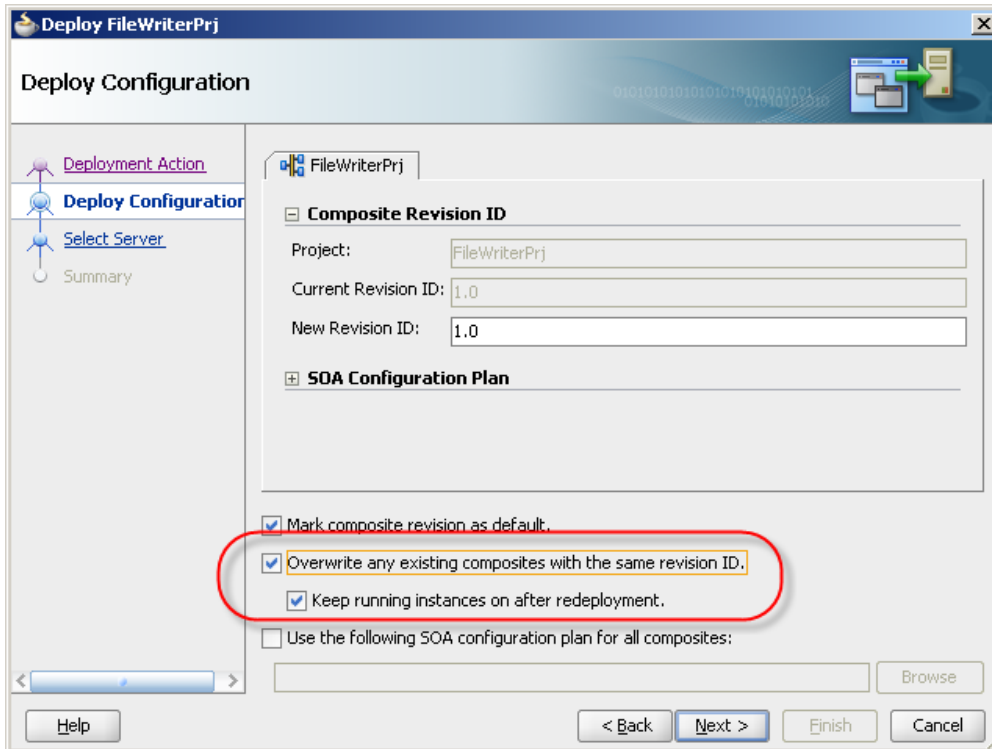 Deploy FileWriterPrj
Deploy Configuration
Deployment Action
Deploy Configuration
Select Server
Summary
FileWriterPrj
Composite Revision ID
Project: FileWriterPrj
Current Revision ID: 1.0
New Revision ID: 1.0
SOA Configuration Plan
Mark composite revision as default.
Overwrite any existing composites with the same revision ID.
Keep running instances on after redeployment.
Use the following SOA configuration plan for all composites:
Browse
Help
< Back
Next >
Finish
Cancel